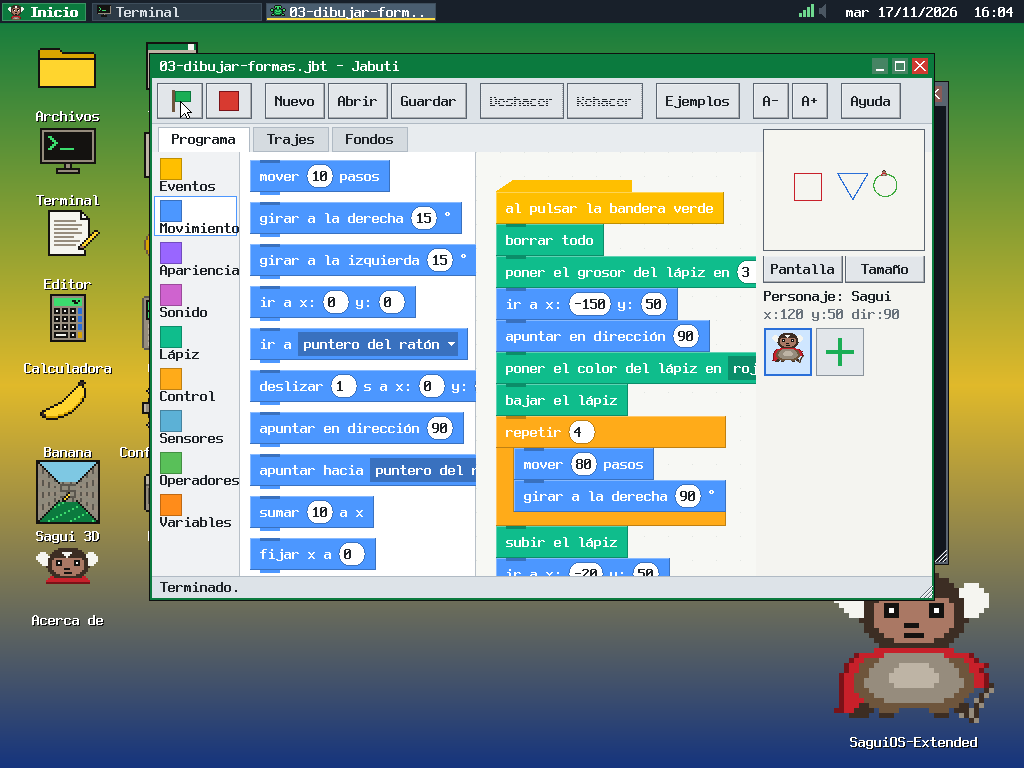 Inicio
Terminal
03-dibujar-form..
mar 17/11/2026
16:04
Archivos
Terminal
Editor
Calculadora
Banana
Conf
Sagui 3D
Acerca de
03-dibujar-formas.jbt - Jabuti
Nuevo
Abrir
Guardar
Deshacer
Rehacer
Ejemplos
A-
A+
Ayuda
Programa
Trajes
Fondos
Eventos
Movimiento
Apariencia
Sonido
Lápiz
Control
Sensores
Operadores
Variables
mover 10 pasos
girar a la derecha 15 °
girar a la izquierda 15 °
ir a x: 0 y: 0
ir a puntero del ratón
deslizar 1 s a x: 0 y:
apuntar en dirección 90
apuntar hacia puntero del r
sumar 10 a x
fijar x a 0
al pulsar la bandera verde
borrar todo
poner el grosor del lápiz en 3
ir a x: -150 y: 50
apuntar en dirección 90
poner el color del lápiz en roj
bajar el lápiz
repetir 4
mover 80 pasos
girar a la derecha 90 °
subir el lápiz
ir a x: -20 y: 50
Pantalla
Tamaño
Personaje: Sagui
x:120 y:50 dir:90
Terminado.
SaguiOS-Extended